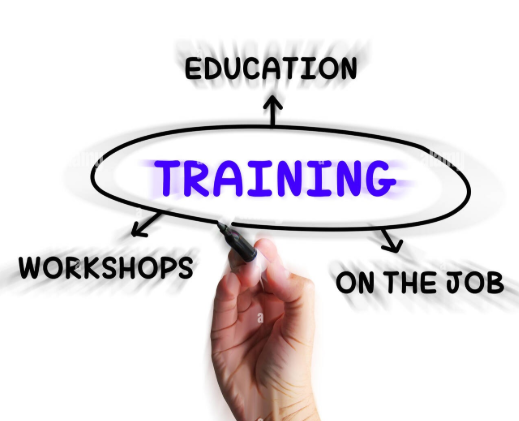 EDUCATION
TRAINING
WORKSHOPS
ON THE JOB